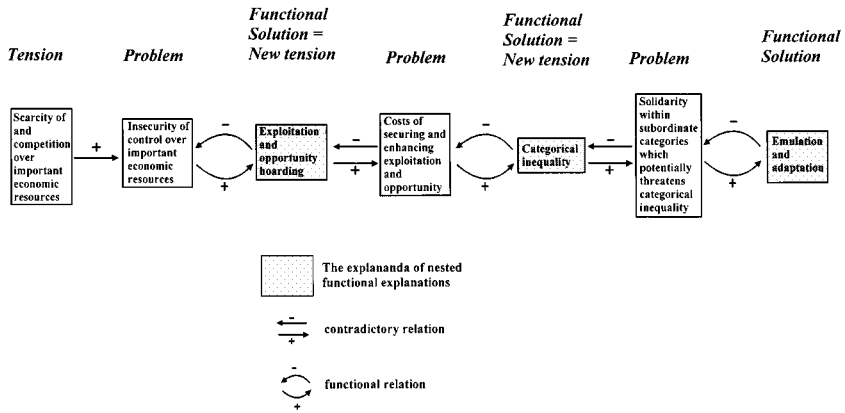 Tension
Problem
Functional
Solution =
New tension
Problem
Functional
Solution =
New tension
Problem
Functional
Solution
Scarcity of
and
competition
over
important
economic
resources
+
Insecurity of
control over
important
economic
resources
-
+
Exploitation
and
opportunity
hoarding
-
+
Costs of
securing and
enhancing
exploitation
and
opportunity
-
+
Categorical
inequality
-
+
Solidarity
within
subordinate
categories
which
potentially
threatens
categorical
inequality
-
+
Emulation
and
adaptation
The explananda of nested
functional explanations
-
+
contradictory relation
-
+
functional relation